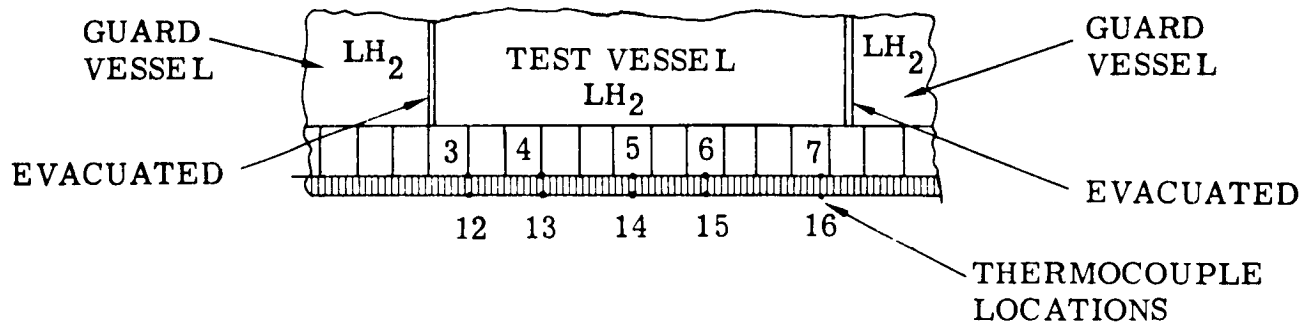 GUARD
VESSEL
LH2
TEST VESSEL
LH2
LH2
GUARD
VESSEL
EVACUATED
3 4 5 6 7
EVACUATED
12 13 14 15 16
THERMOCOUPLE
LOCATIONS